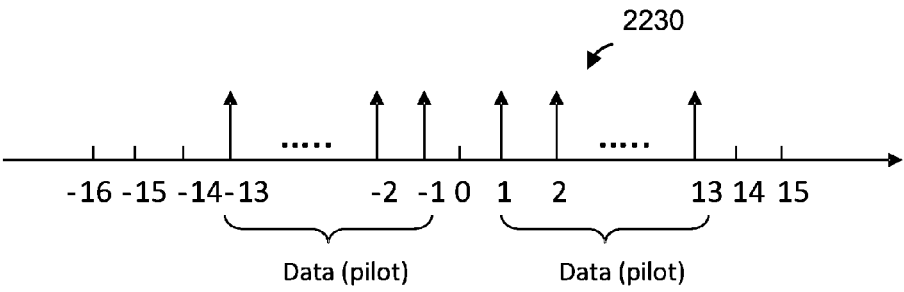 2230
..... .....
-16 -15 -14 -13 -2 -1 0 1 2 13 14 15
Data (pilot) Data (pilot)